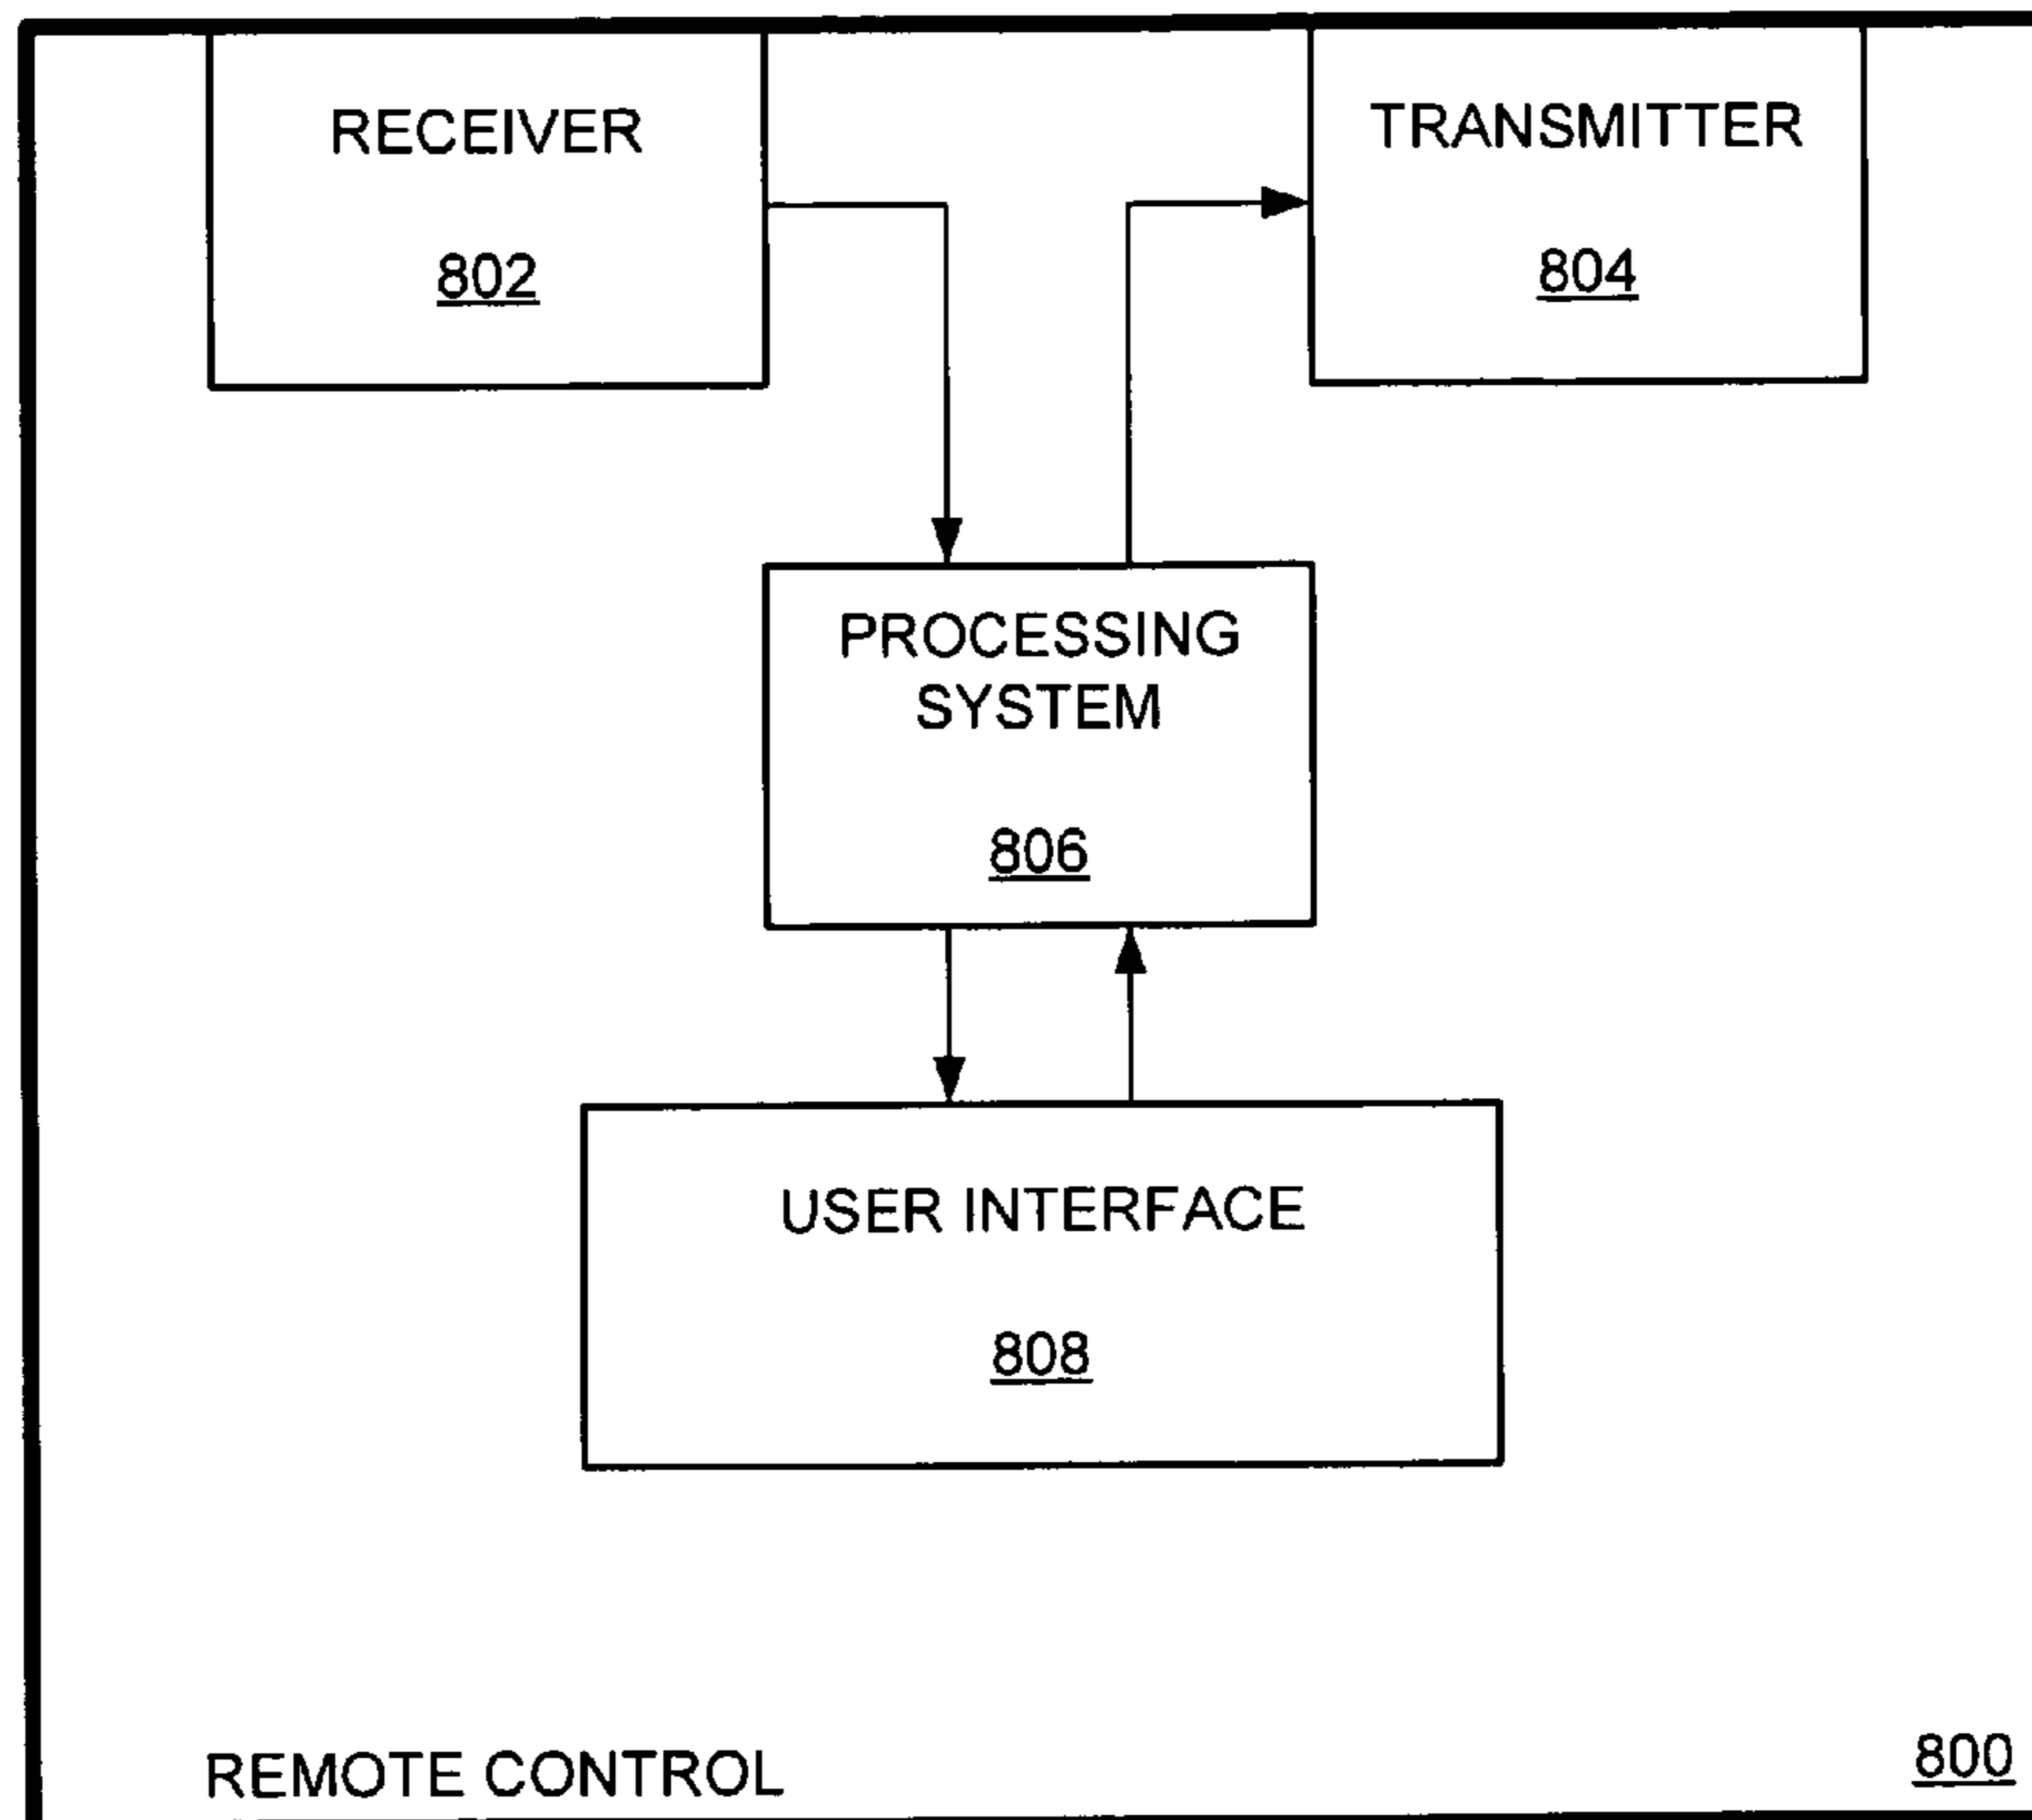 RECEIVER
802
TRANSMITTER
804
PROCESSING
SYSTEM
806
USER INTERFACE
808
REMOTE CONTROL
800